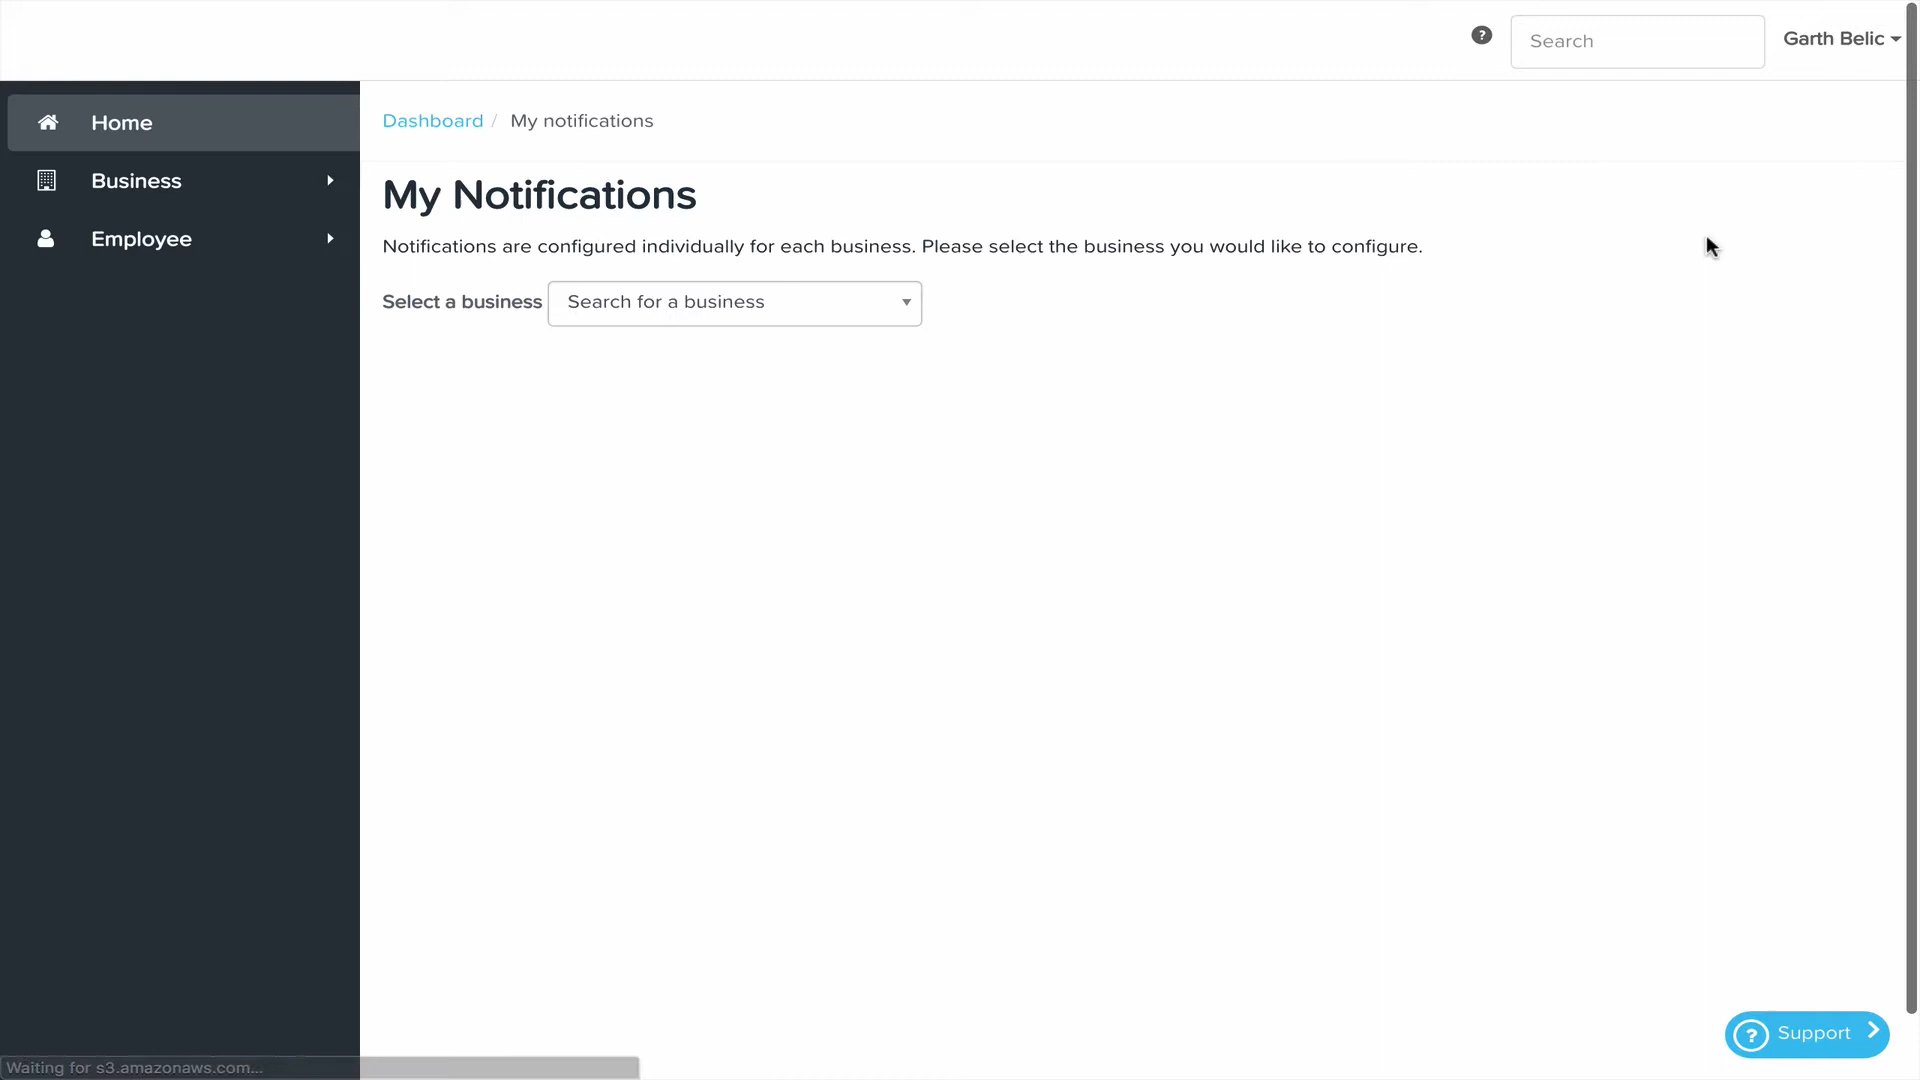 ? Search Garth Belic
Home
Business
Employee
Dashboard / My notifications
My Notifications
Notifications are configured individually for each business. Please select the business you would like to configure.
Select a business Search for a business
? Support
Waiting for s3.amazonaws.com...